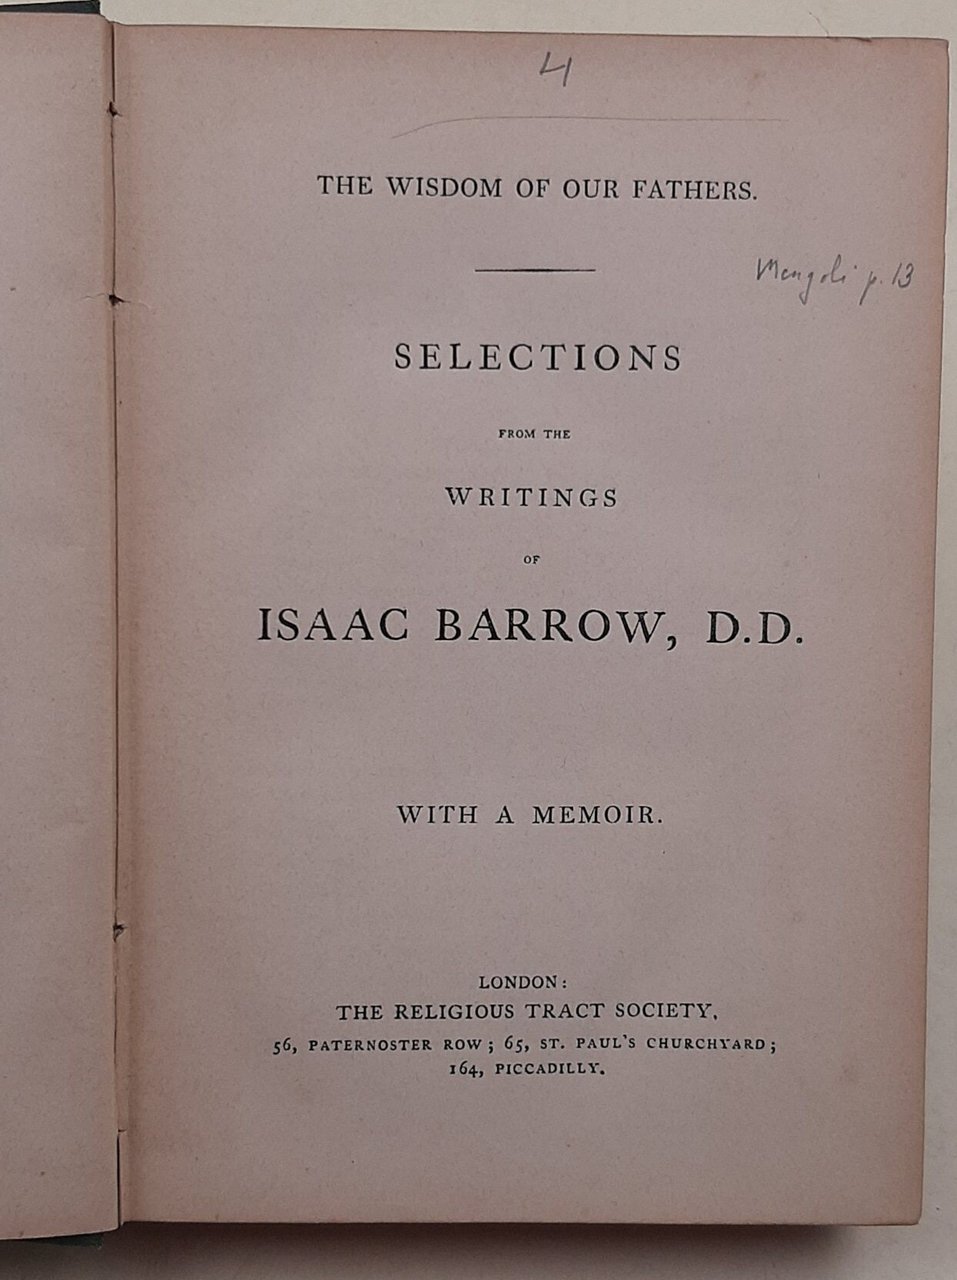 4
THE WISDOM OF OUR FATHERS.
Mengoli p. 13
SELECTIONS
FROM THE
WRITINGS
OF
ISAAC BARROW, D.D.
WITH A MEMOIR.
LONDON:
THE RELIGIOUS TRACT SOCIETY,
56, PATERNOSTER ROW; 65, ST. PAUL'S CHURCHYARD;
164, PICCADILLY.